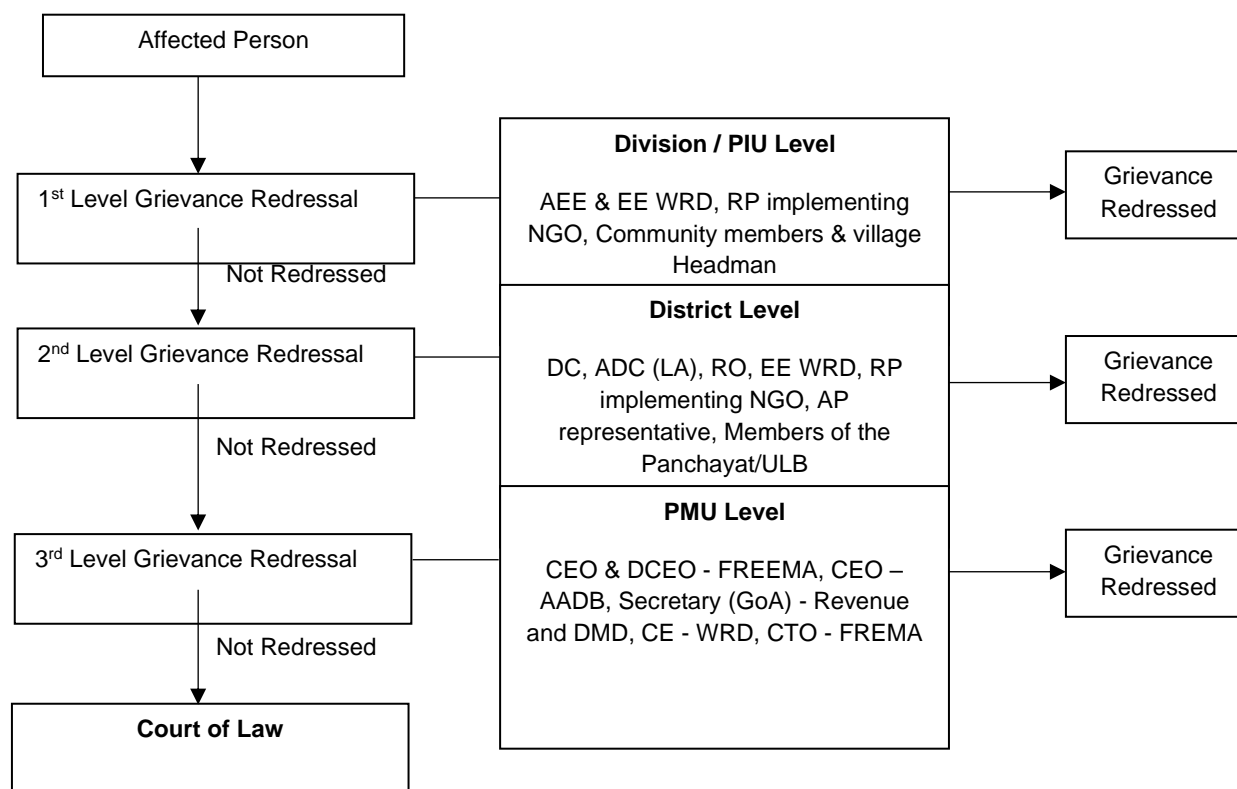 Affected Person
1st Level Grievance Redressal
Division / PIU Level
AEE & EE WRD, RP implementing
NGO, Community members & village
Headman
Grievance
Redressed
Not Redressed
2nd Level Grievance Redressal
District Level
DC, ADC (LA), RO, EE WRD, RP
implementing NGO, AP
representative, Members of the
Panchayat/ULB
Grievance
Redressed
Not Redressed
3rd Level Grievance Redressal
PMU Level
CEO & DCEO - FREEMA, CEO –
AADB, Secretary (GoA) - Revenue
and DMD, CE - WRD, CTO - FREMA
Grievance
Redressed
Not Redressed
Court of Law